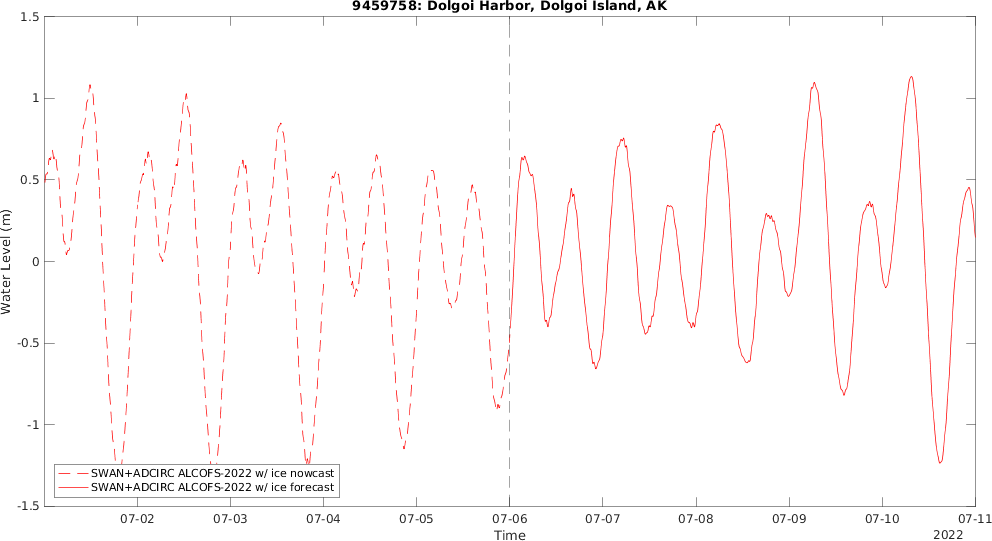 9459758: Dolgoi Harbor, Dolgoi Island, AK
Water Level (m)
1.5
1
0.5
0
-0.5
-1
-1.5
SWAN+ADCIRC ALCOFS-2022 w/ ice nowcast
SWAN+ADCIRC ALCOFS-2022 w/ ice forecast
07-02 07-03 07-04 07-05 07-06 07-07 07-08 07-09 07-10 07-11
Time
2022